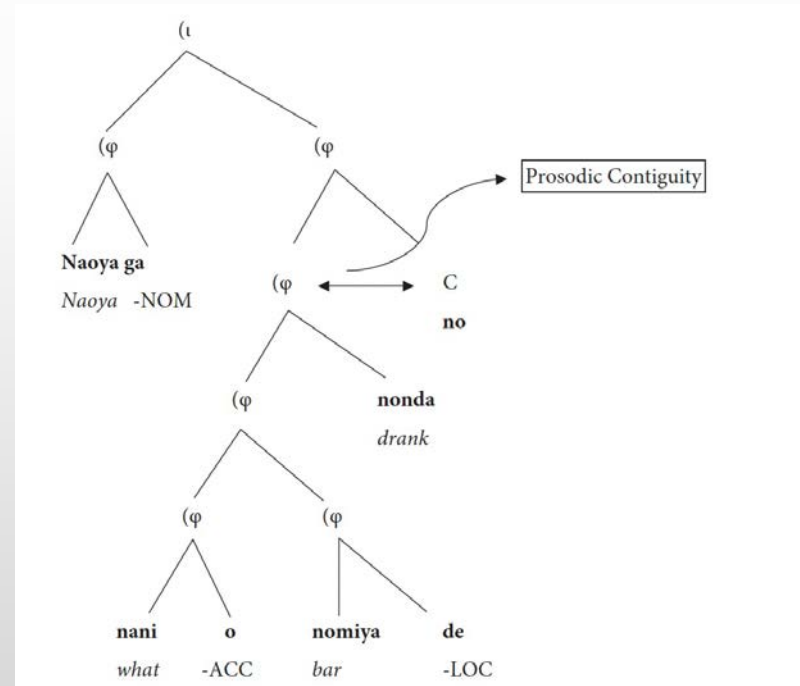 (ι
(φ (φ
Prosodic Contiguity
Naoya ga
Naoya -NOM
(φ C
no
(φ nonda
drank
(φ (φ
nani o nomiya de
what -ACC bar -LOC